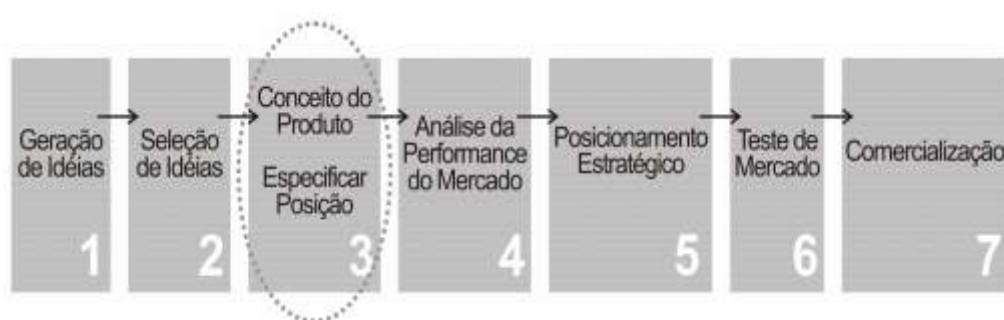 Geração
de Idéias
1
Seleção
de Idéias
2
Conceito do
Produto
Especificar
Posição
3
Análise da
Performance
do Mercado
4
Posicionamento
Estratégico
5
Teste de
Mercado
6
Comercialização
7